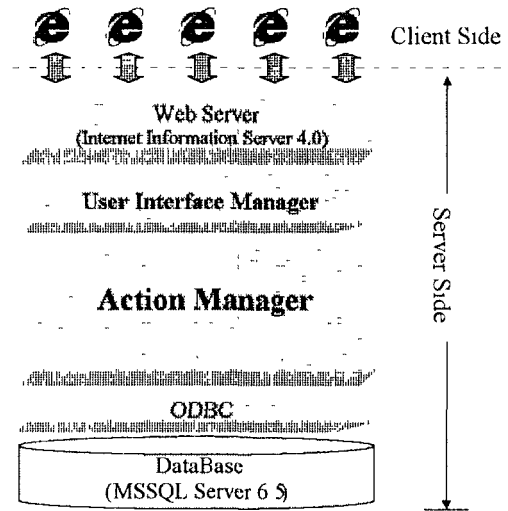 Client Side
Web Server
(Internet Information Server 4.0)
User Interface Manager
Server Side
Action Manager
ODBC
DataBase
(MSSQL Server 6 5)